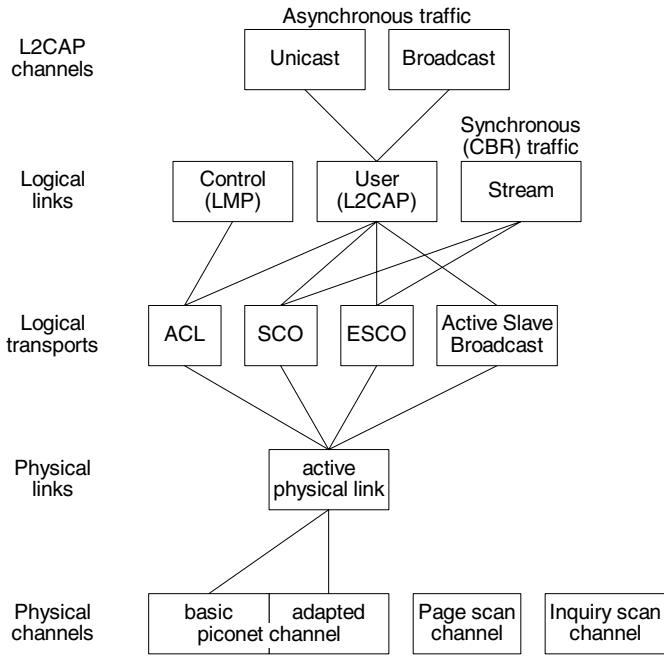 Asynchronous traffic
L2CAP
channels
Unicast
Broadcast
Synchronous
(CBR) traffic
Logical
links
Control
(LMP)
User
(L2CAP)
Stream
Logical
transports
ACL
SCO
ESCO
Active Slave
Broadcast
Physical
links
active
physical link
Physical
channels
basic
adapted
piconet channel
Page scan
channel
Inquiry scan
channel